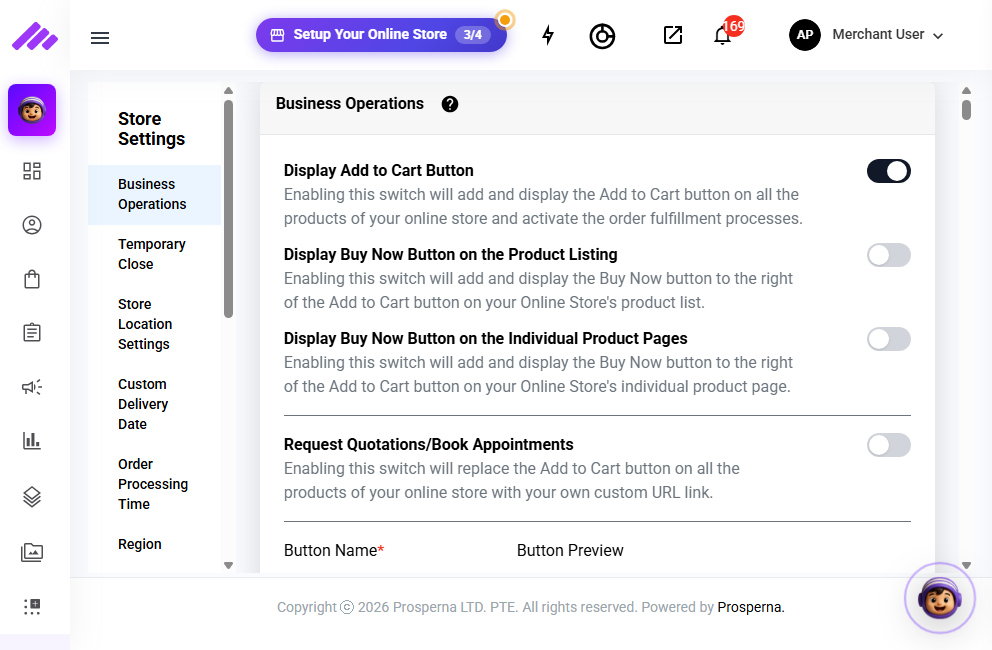 Setup Your Online Store 3/4
169
AP
Merchant User
Store
Settings
Business
Operations
Temporary
Close
Store
Location
Settings
Custom
Delivery
Date
Order
Processing
Time
Region
Business Operations ?
Display Add to Cart Button
Enabling this switch will add and display the Add to Cart button on all the
products of your online store and activate the order fulfillment processes.
Display Buy Now Button on the Product Listing
Enabling this switch will add and display the Buy Now button to the right
of the Add to Cart button on your Online Store's product list.
Display Buy Now Button on the Individual Product Pages
Enabling this switch will add and display the Buy Now button to the right
of the Add to Cart button on your Online Store's individual product page.
Request Quotations/Book Appointments
Enabling this switch will replace the Add to Cart button on all the
products of your online store with your own custom URL link.
Button Name*
Button Preview
Copyright © 2026 Prosperna LTD. PTE. All rights reserved. Powered by Prosperna.